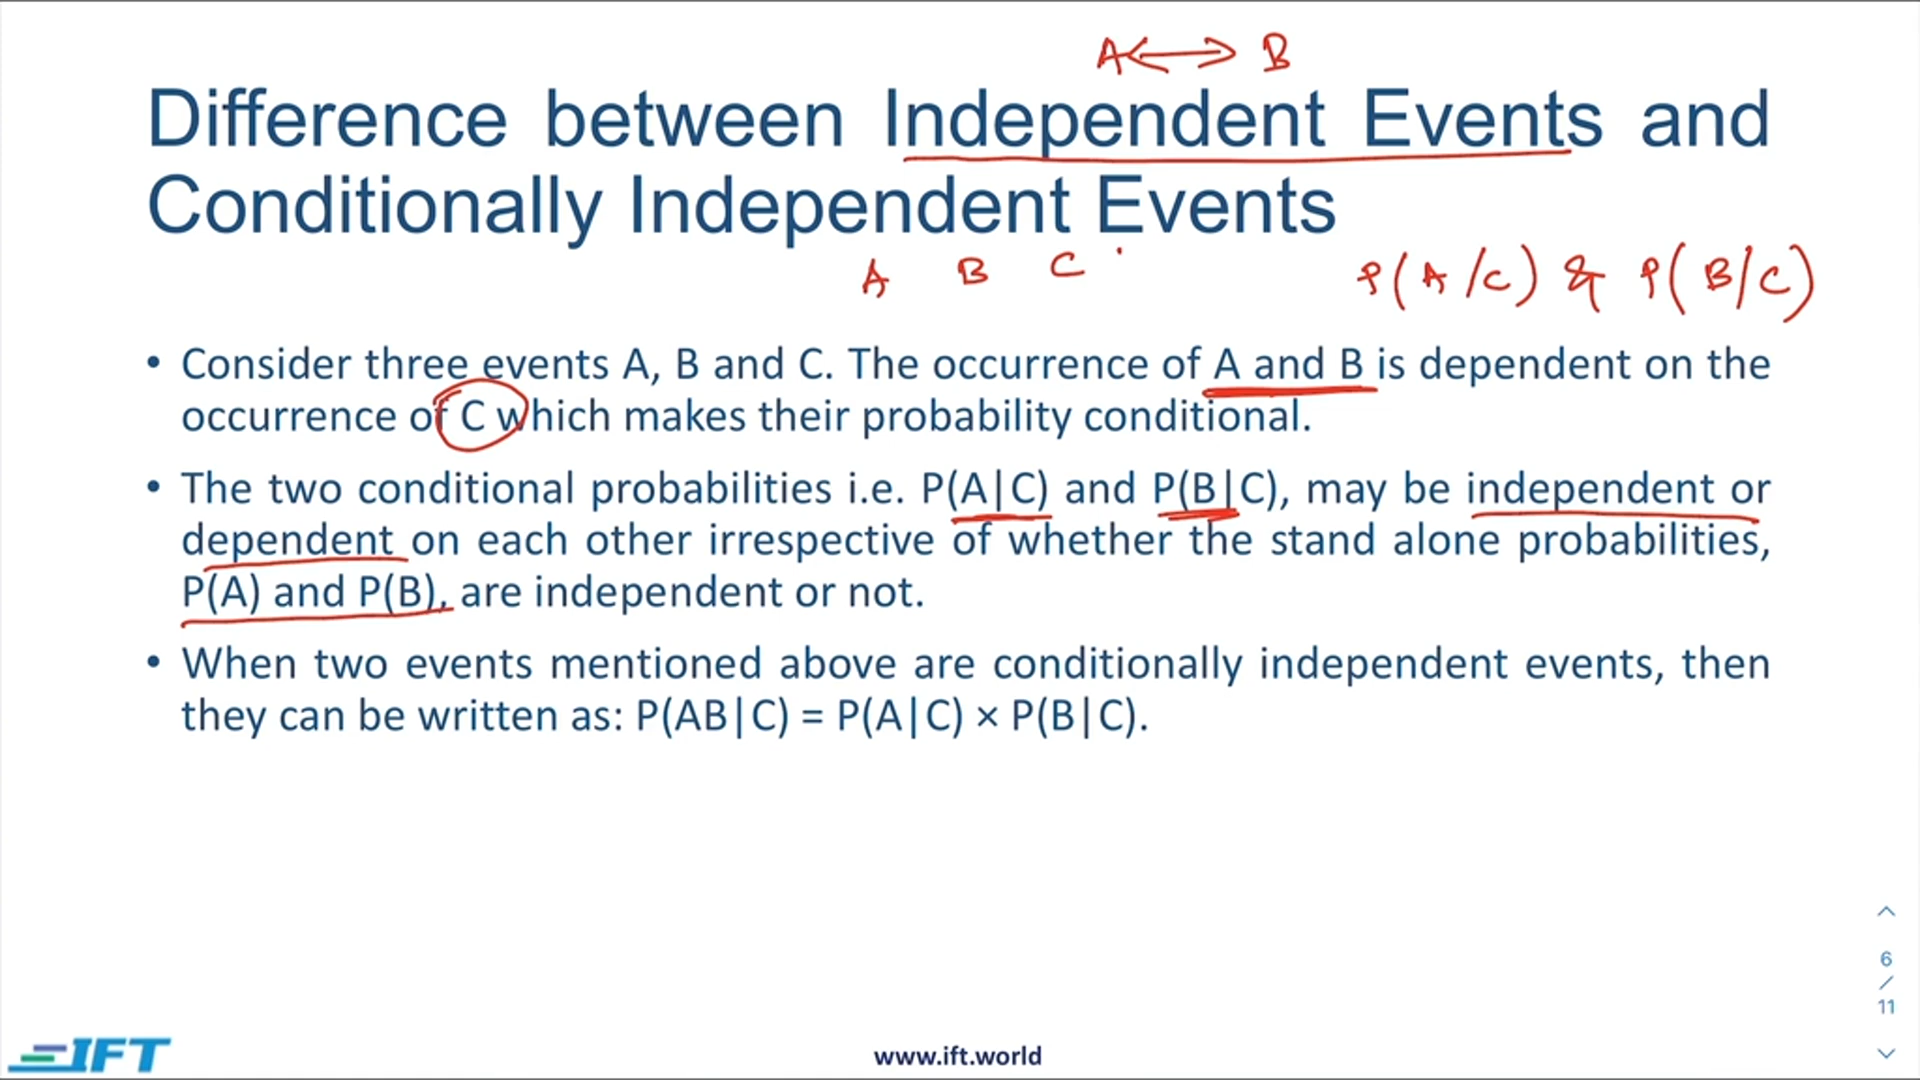 A ⟷ B
Difference between Independent Events and
Conditionally Independent Events
A B C P(A/C) & P(B/C)
• Consider three events A, B and C. The occurrence of A and B is dependent on the
occurrence of C which makes their probability conditional.
• The two conditional probabilities i.e. P(A|C) and P(B|C), may be independent or
dependent on each other irrespective of whether the stand alone probabilities,
P(A) and P(B), are independent or not.
• When two events mentioned above are conditionally independent events, then
they can be written as: P(AB|C) = P(A|C) × P(B|C).
6
/
11
IFT
www.ift.world